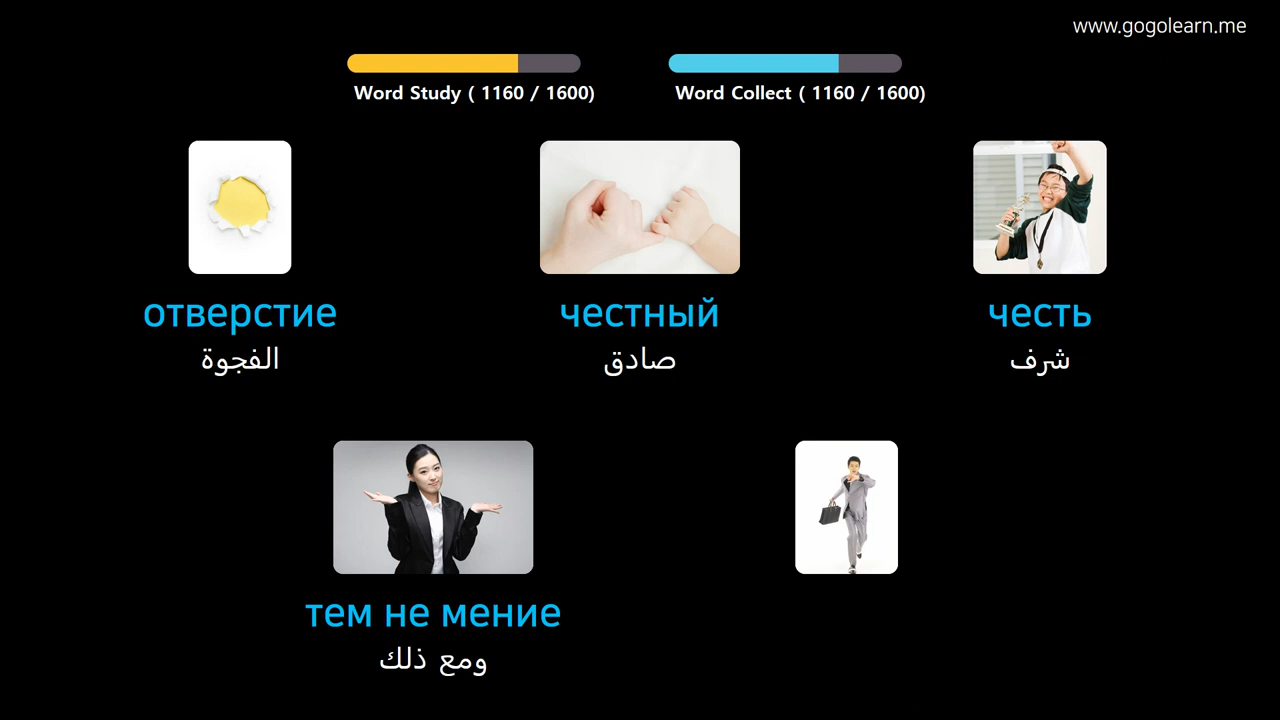 www.gogolearn.me
Word Study ( 1160 / 1600)
Word Collect ( 1160 / 1600)
отверстие
الفجوة
честный
صادق
честь
شرف
тем не мение
ومع ذلك